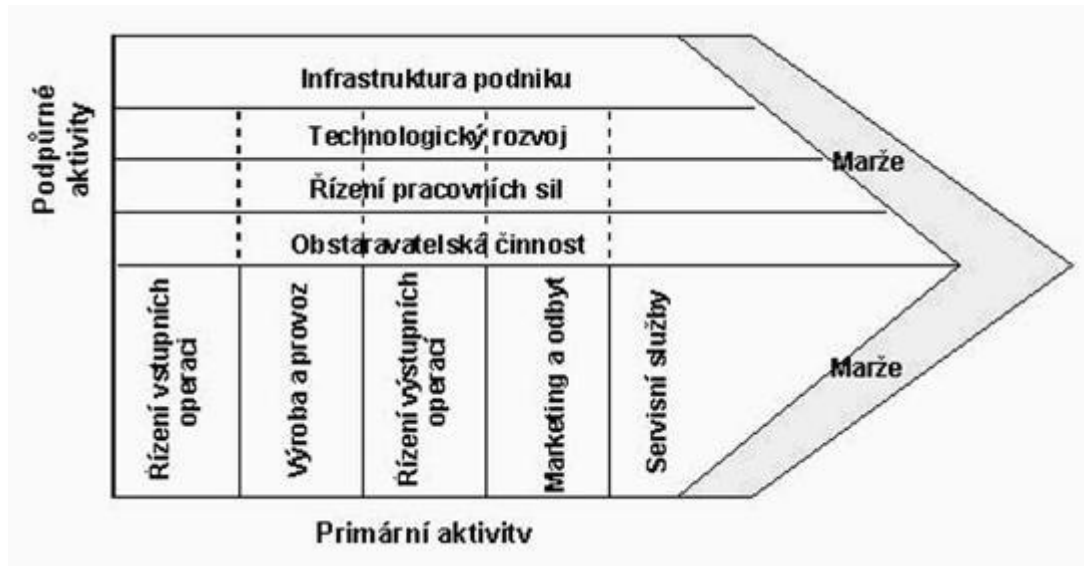 Podpůrné
aktivity
Infrastruktura podniku
Technologický rozvoj
Řízení pracovních sil
Obstaravatelská činnost
Marže
Řízení vstupních
operací
Výroba a provoz
Řízení výstupních
operací
Marketing a odbyt
Servisní služby
Marže
Primární aktivity